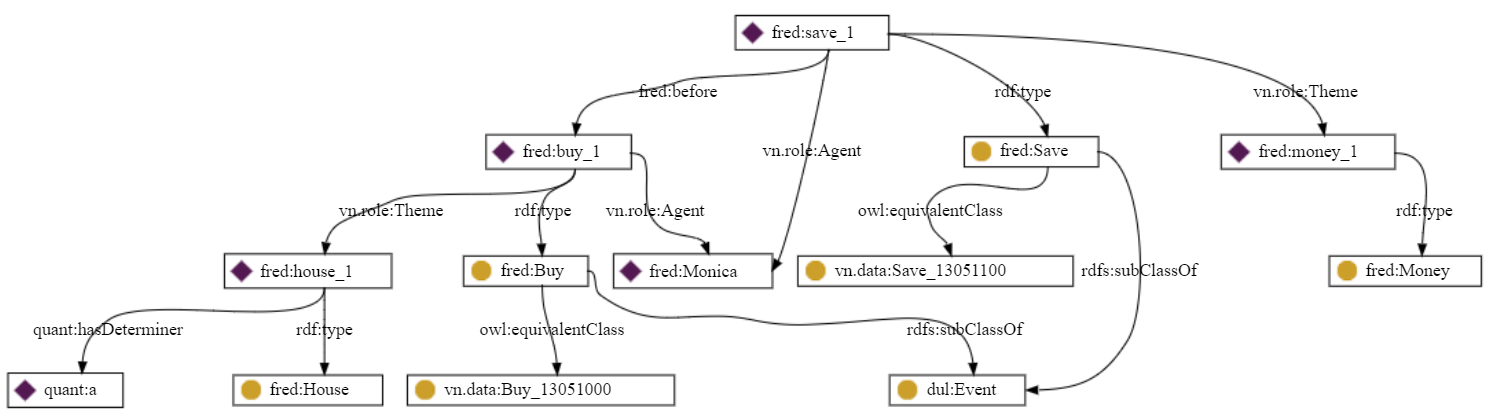 fred:save_1
fred:before
rdf:type
vn.role:Theme
fred:buy_1
vn.role:Agent
fred:Save
fred:money_1
vn.role:Theme
rdf:type
vn.role:Agent
owl:equivalentClass
rdf:type
fred:house_1
fred:Buy
fred:Monica
vn.data:Save_13051100
rdfs:subClassOf
fred:Money
quant:hasDeterminer
rdf:type
owl:equivalentClass
rdfs:subClassOf
quant:a
fred:House
vn.data:Buy_13051000
dul:Event